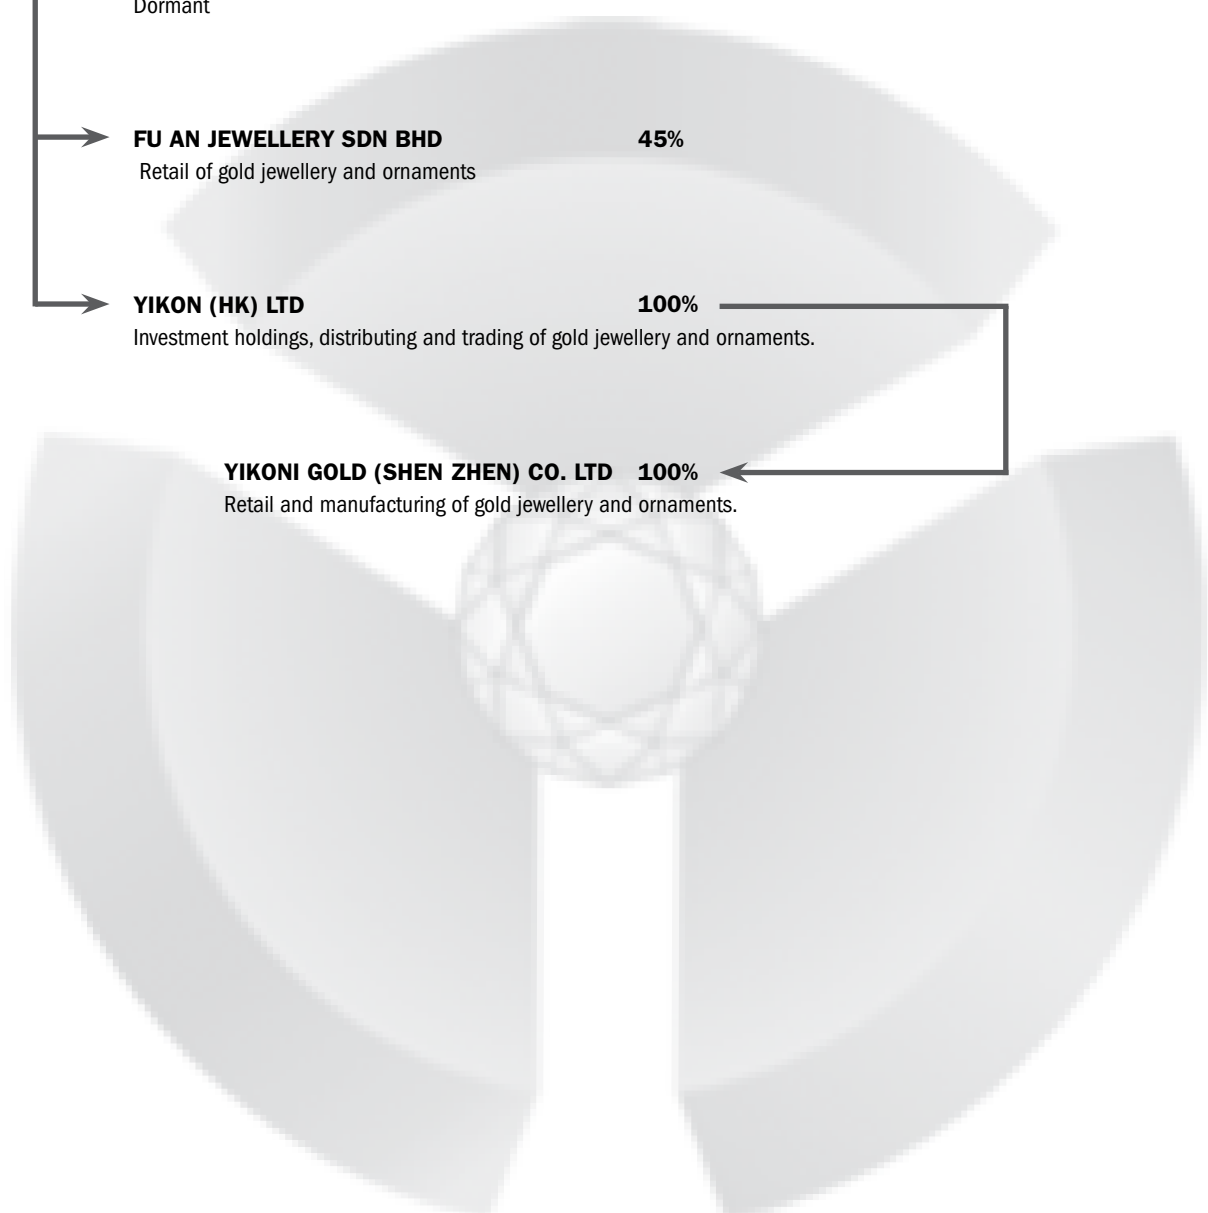 Dormant
FU AN JEWELLERY SDN BHD 45%
Retail of gold jewellery and ornaments
YIKON (HK) LTD 100%
Investment holdings, distributing and trading of gold jewellery and ornaments.
YIKONI GOLD (SHEN ZHEN) CO. LTD 100%
Retail and manufacturing of gold jewellery and ornaments.